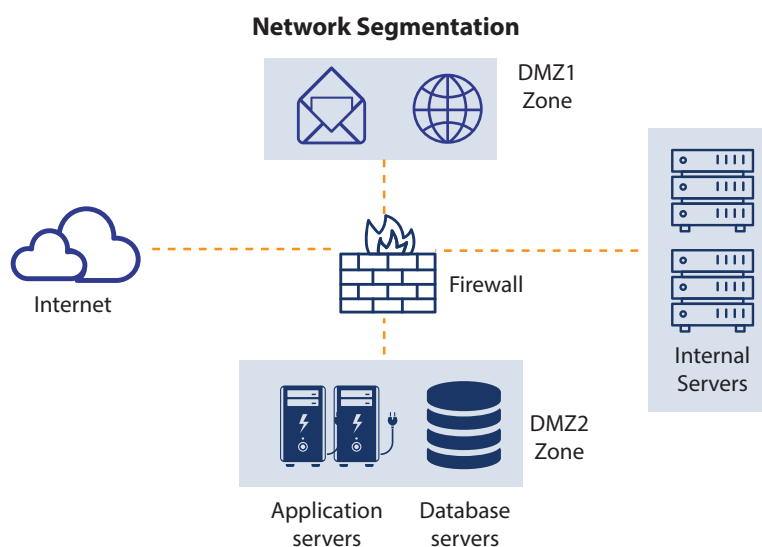 Network Segmentation
DMZ1
Zone
Internet
Firewall
Internal
Servers
DMZ2
Zone
Application
servers
Database
servers